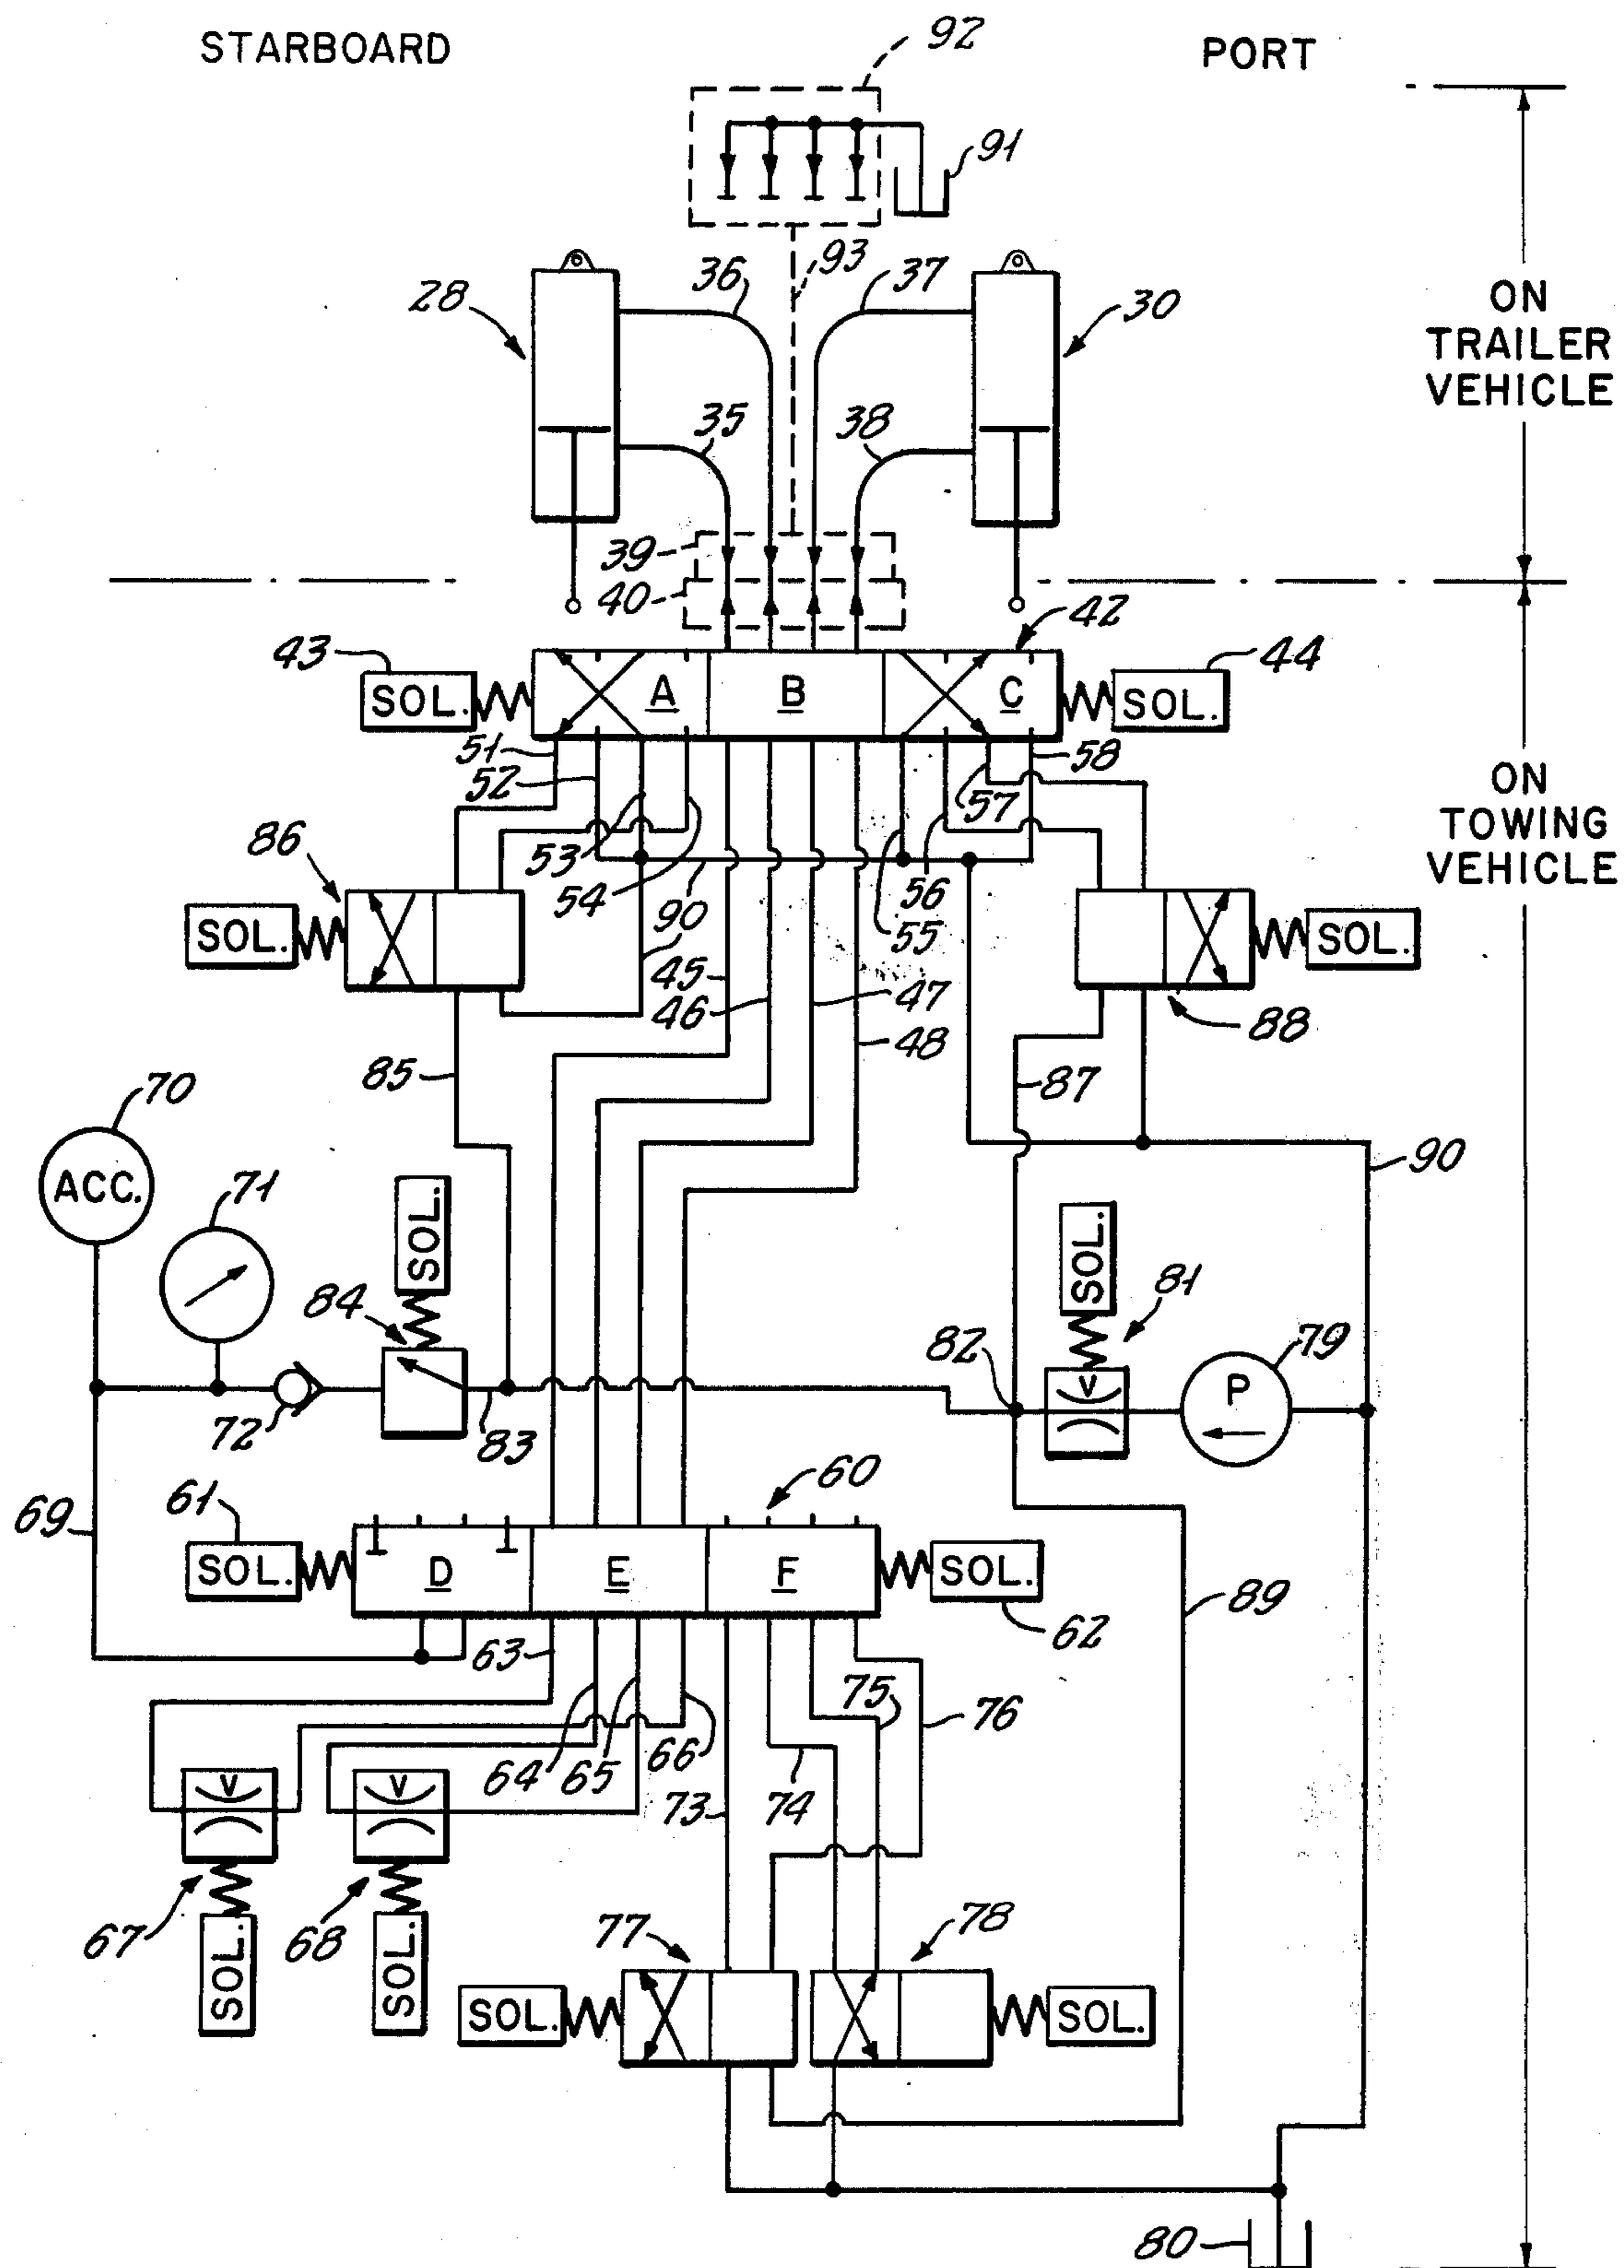 STARBOARD
PORT
92
91
93
36
37
28
30
ON
TRAILER
VEHICLE
35
38
39
40
42
43
44
SOL.
A
B
C
SOL.
51
52
58
57
ON
TOWING
VEHICLE
86
53
54
90
56
55
SOL.
SOL.
45
46
47
48
88
85
87
70
ACC.
71
90
SOL.
SOL.
84
81
82
79
V
P
72
83
60
61
69
SOL.
D
E
F
SOL.
89
63
62
75
76
64
65
66
74
73
V
V
67
68
SOL.
SOL.
77
78
SOL.
SOL.
80